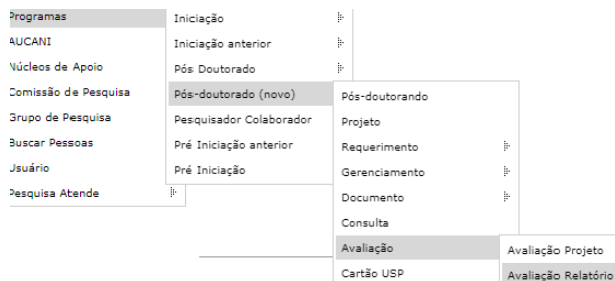 Programas
AUCANI
Núcleos de Apoio
Comissão de Pesquisa
Grupo de Pesquisa
Buscar Pessoas
Usuário
Pesquisa Atende
Iniciação
Iniciação anterior
Pós Doutorado
Pós-doutorado (novo)
Pesquisador Colaborador
Pré Iniciação anterior
Pré Iniciação
Pós-doutorando
Projeto
Requerimento
Gerenciamento
Documento
Consulta
Avaliação
Cartão USP
Avaliação Projeto
Avaliação Relatório